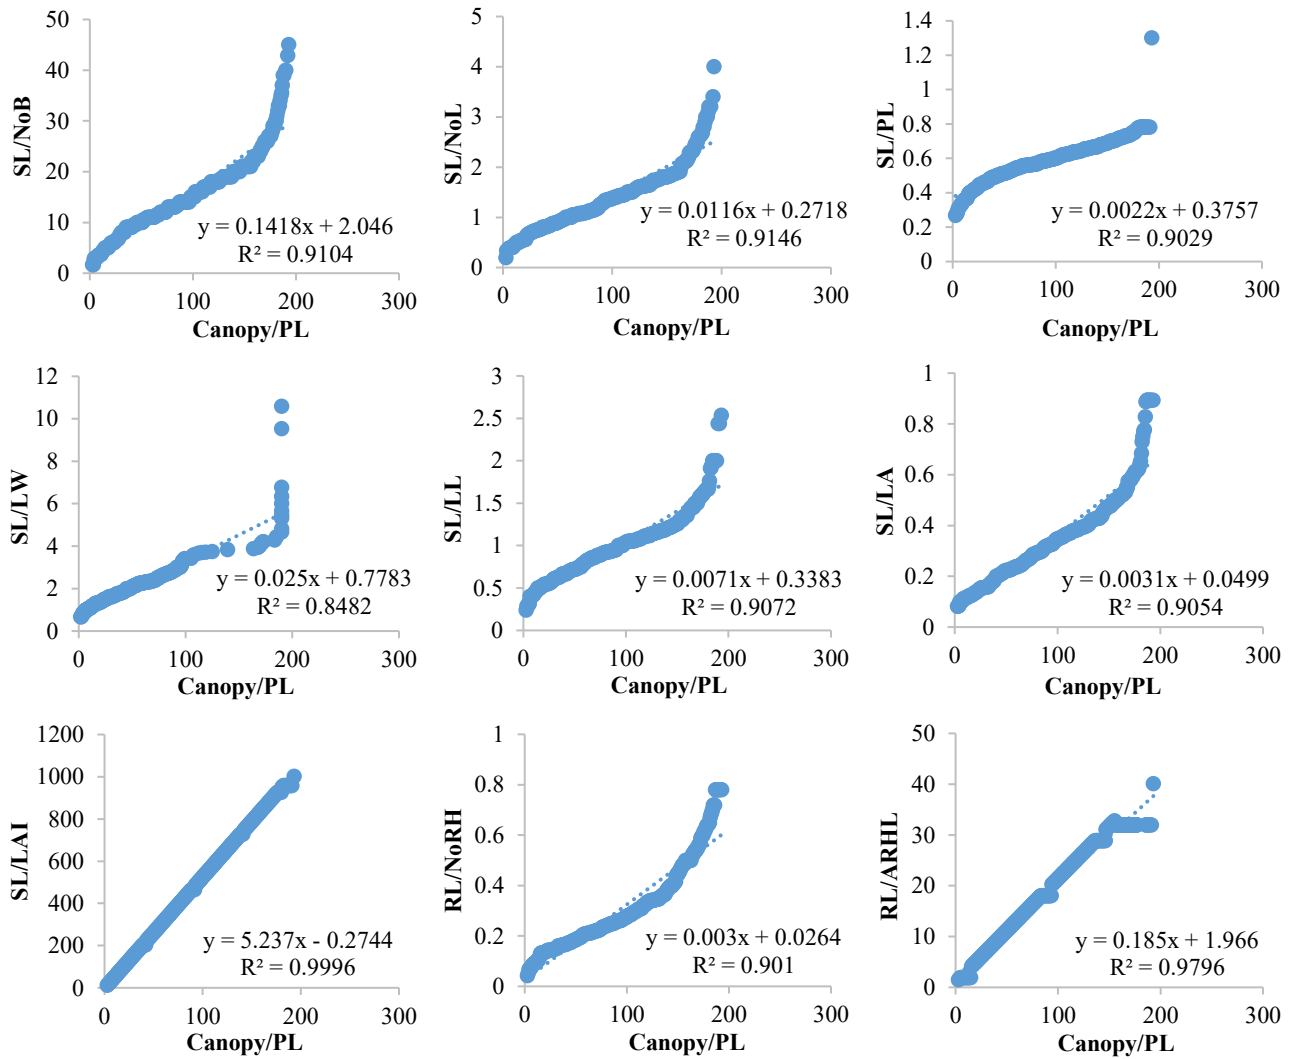 SL/NoB
50
40
30
20
10
0
y = 0.1418x + 2.046
R² = 0.9104
0 100 200 300
Canopy/PL
SL/NoL
5
4
3
2
1
0
y = 0.0116x + 0.2718
R² = 0.9146
0 100 200 300
Canopy/PL
SL/PL
1.4
1.2
1
0.8
0.6
0.4
0.2
0
y = 0.0022x + 0.3757
R² = 0.9029
0 100 200 300
Canopy/PL
SL/LW
12
10
8
6
4
2
0
y = 0.025x + 0.7783
R² = 0.8482
0 100 200 300
Canopy/PL
SL/LL
3
2.5
2
1.5
1
0.5
0
y = 0.0071x + 0.3383
R² = 0.9072
0 100 200 300
Canopy/PL
SL/LA
1
0.8
0.6
0.4
0.2
0
y = 0.0031x + 0.0499
R² = 0.9054
0 100 200 300
Canopy/PL
SL/LAI
1200
1000
800
600
400
200
0
y = 5.237x - 0.2744
R² = 0.9996
0 100 200 300
Canopy/PL
RL/NoRH
1
0.8
0.6
0.4
0.2
0
y = 0.003x + 0.0264
R² = 0.901
0 100 200 300
Canopy/PL
RL/ARHL
50
40
30
20
10
0
y = 0.185x + 1.966
R² = 0.9796
0 100 200 300
Canopy/PL